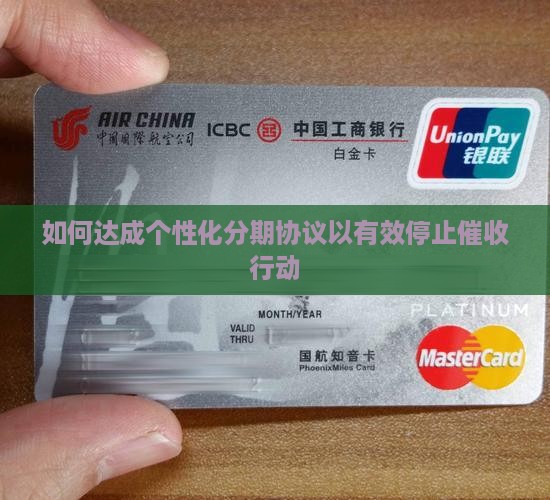 AIR CHINA
中国国际航空公司
ICBC 中国工商银行
白金卡
UnionPay
银联
如何达成个性化分期协议以有效停止催收
行动
PLATINUM
MONTH/YEAR
VALID
THRU
国航知音卡
PhoenixMiles Card
MasterCard